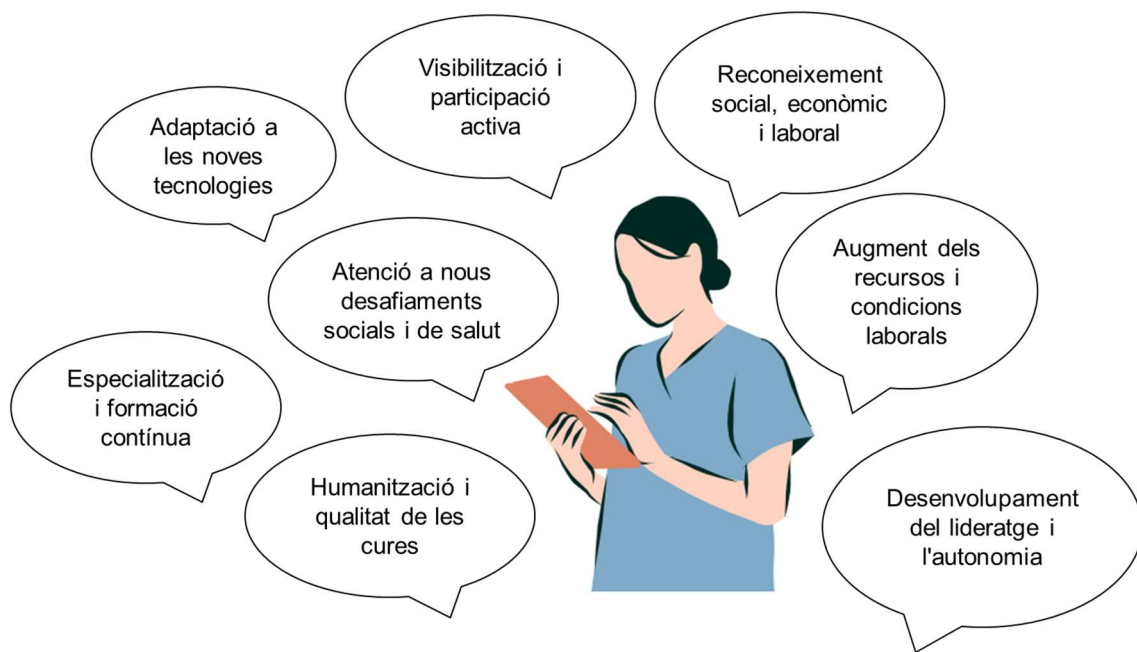 Visibilització i
participació
activa
Reconeixement
social, econòmic
i laboral
Adaptació a
les noves
tecnologies
Atenció a nous
desafiaments
socials i de salut
Augment dels
recursos i
condicions
laborals
Especialització
i formació
contínua
Humanització i
qualitat de les
cures
Desenvolupament
del lideratge i
l'autonomia